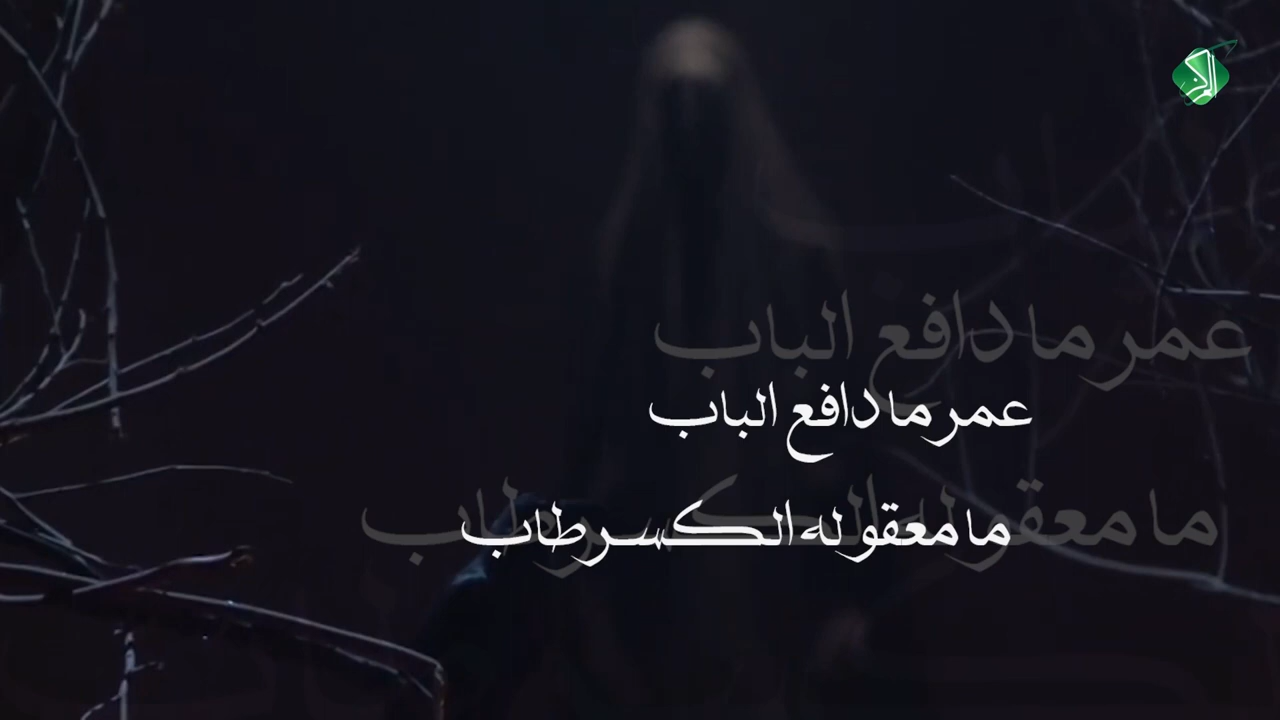 عمر ما دافع الباب
ما معقوله الكسر طاب